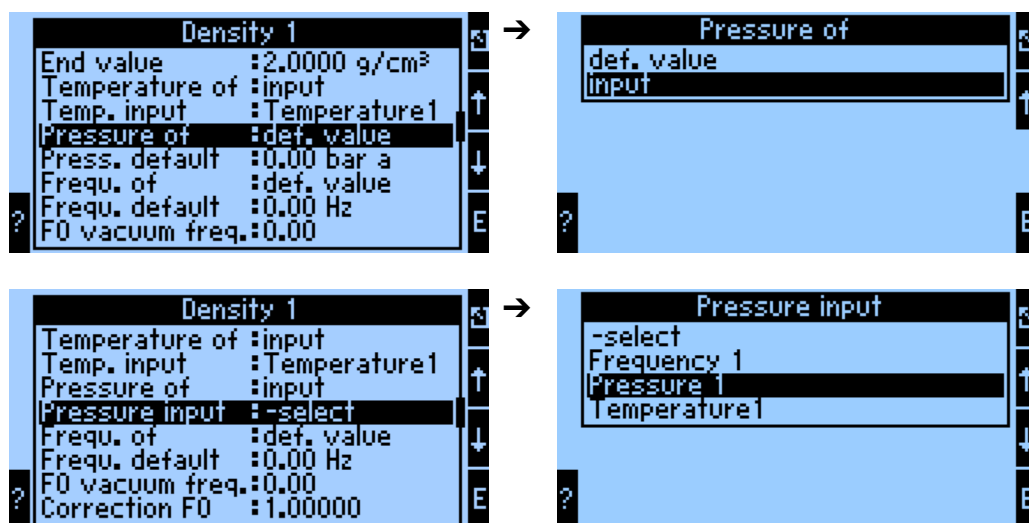 Density 1
End value :2.0000 g/cm³
Temperature of :input
Temp. input :Temperature1
Pressure of :def. value
Press. default :0.00 bar a
Frequ. of :def. value
Frequ. default :0.00 Hz
F0 vacuum freq.:0.00
? ↑ ↓ E
➔
Pressure of
def. value
input
? ↑ E
Density 1
Temperature of :input
Temp. input :Temperature1
Pressure of :input
Pressure input :-select
Frequ. of :def. value
Frequ. default :0.00 Hz
F0 vacuum freq.:0.00
Correction F0 :1.00000
? ↑ ↓ E
➔
Pressure input
-select
Frequency 1
Pressure 1
Temperature1
? ↑ ↓ E